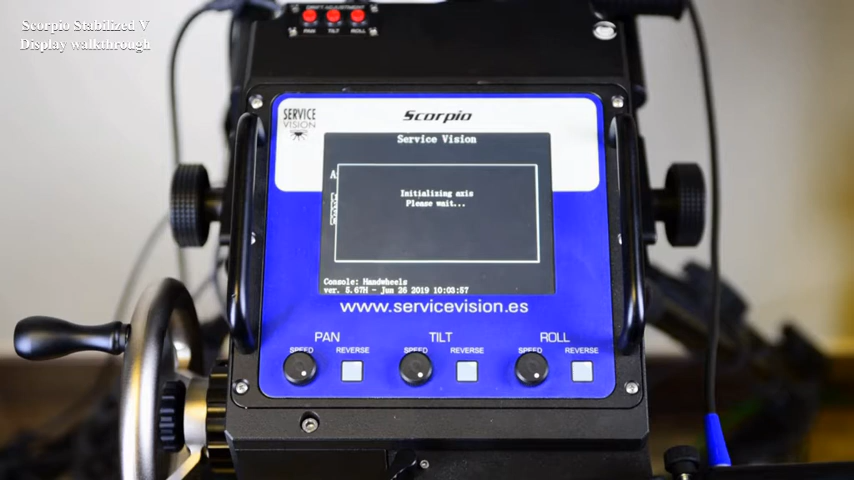 Scorpio Stabilized V
Display walkthrough
DRIFT ADJUSTMENT
PAN TILT ROLL
SERVICE
VISION
Scorpio
Service Vision
A
Initializing axis
Please wait...
Console: Handwheels
ver. 5.67H - Jun 26 2019 10:03:57
www.servicevision.es
PAN TILT ROLL
SPEED REVERSE SPEED REVERSE SPEED REVERSE